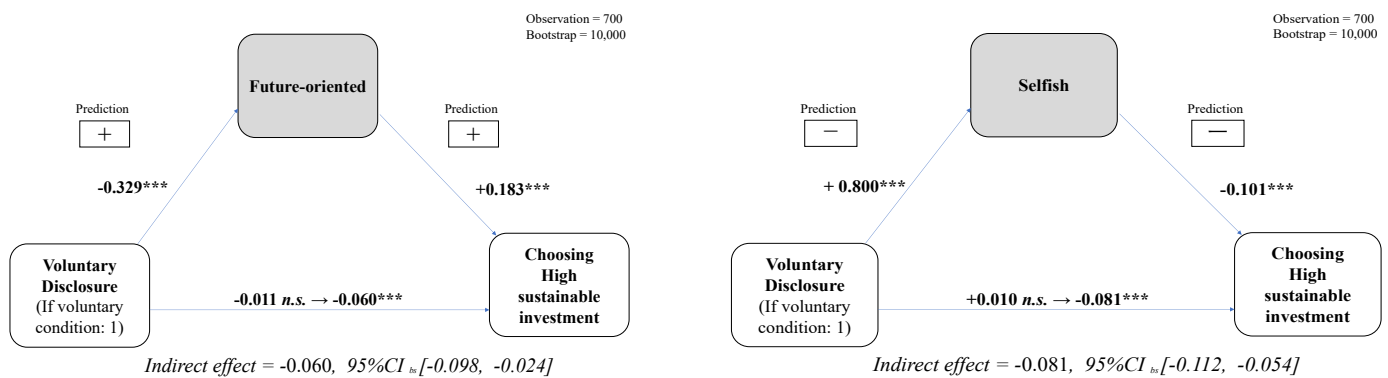 Observation = 700
Bootstrap = 10,000
Future-oriented
Prediction
+
Prediction
+
-0.329***
+0.183***
Voluntary
Disclosure
(If voluntary
condition: 1)
-0.011 n.s. → -0.060***
Choosing
High
sustainable
investment
Indirect effect = -0.060, 95%CI bs [-0.098, -0.024]
Observation = 700
Bootstrap = 10,000
Selfish
Prediction
−
Prediction
—
+ 0.800***
-0.101***
Voluntary
Disclosure
(If voluntary
condition: 1)
+0.010 n.s. → -0.081***
Choosing
High
sustainable
investment
Indirect effect = -0.081, 95%CI bs [-0.112, -0.054]